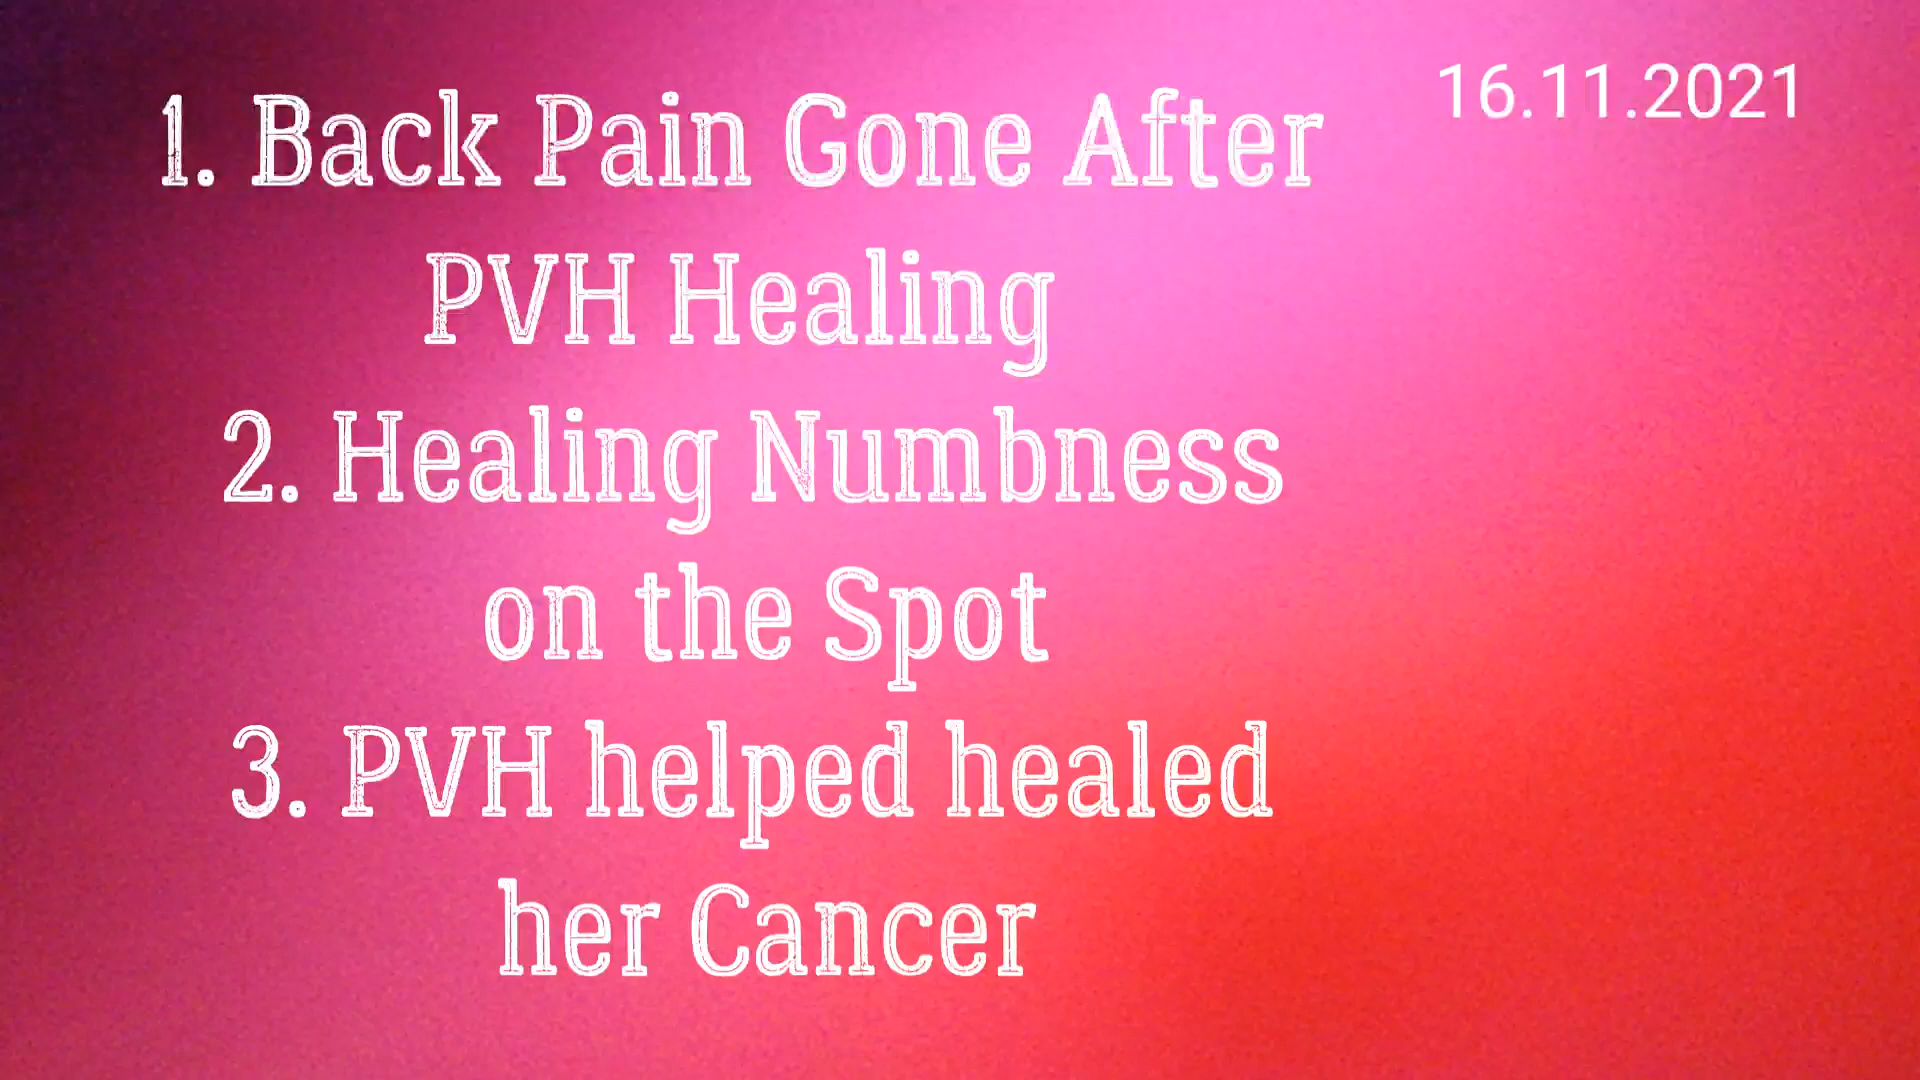 16.11.2021
1. Back Pain Gone After
PVH Healing
2. Healing Numbness
on the Spot
3. PVH helped healed
her Cancer